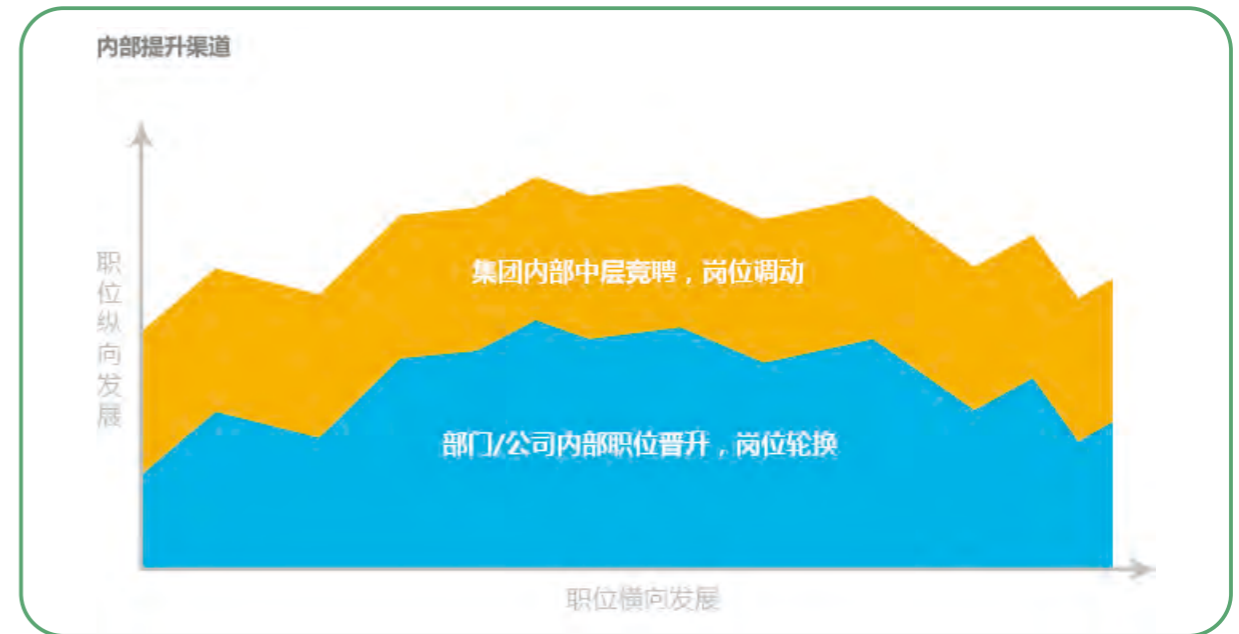 内部提升渠道
职位纵向发展
集团内部中层竞聘，岗位调动
部门/公司内部职位晋升，岗位轮换
职位横向发展